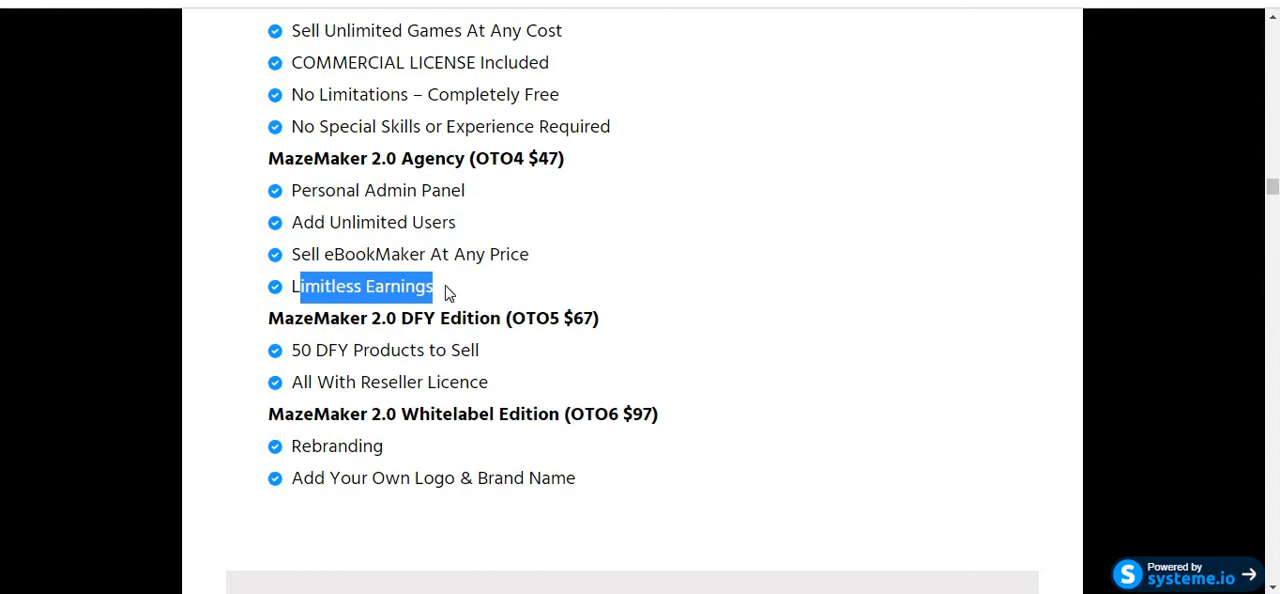 Sell Unlimited Games At Any Cost
COMMERCIAL LICENSE Included
No Limitations – Completely Free
No Special Skills or Experience Required
MazeMaker 2.0 Agency (OTO4 $47)
Personal Admin Panel
Add Unlimited Users
Sell eBookMaker At Any Price
Limitless Earnings
MazeMaker 2.0 DFY Edition (OTO5 $67)
50 DFY Products to Sell
All With Reseller Licence
MazeMaker 2.0 Whitelabel Edition (OTO6 $97)
Rebranding
Add Your Own Logo & Brand Name
S
Powered by
systeme.io